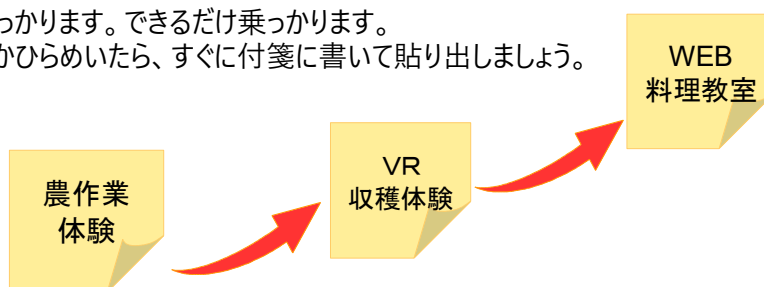 っかります。できるだけ乗っかります。
かひらめいたら、すぐに付箋に書いて貼り出しましょう。
WEB
料理教室
VR
収穫体験
農作業
体験